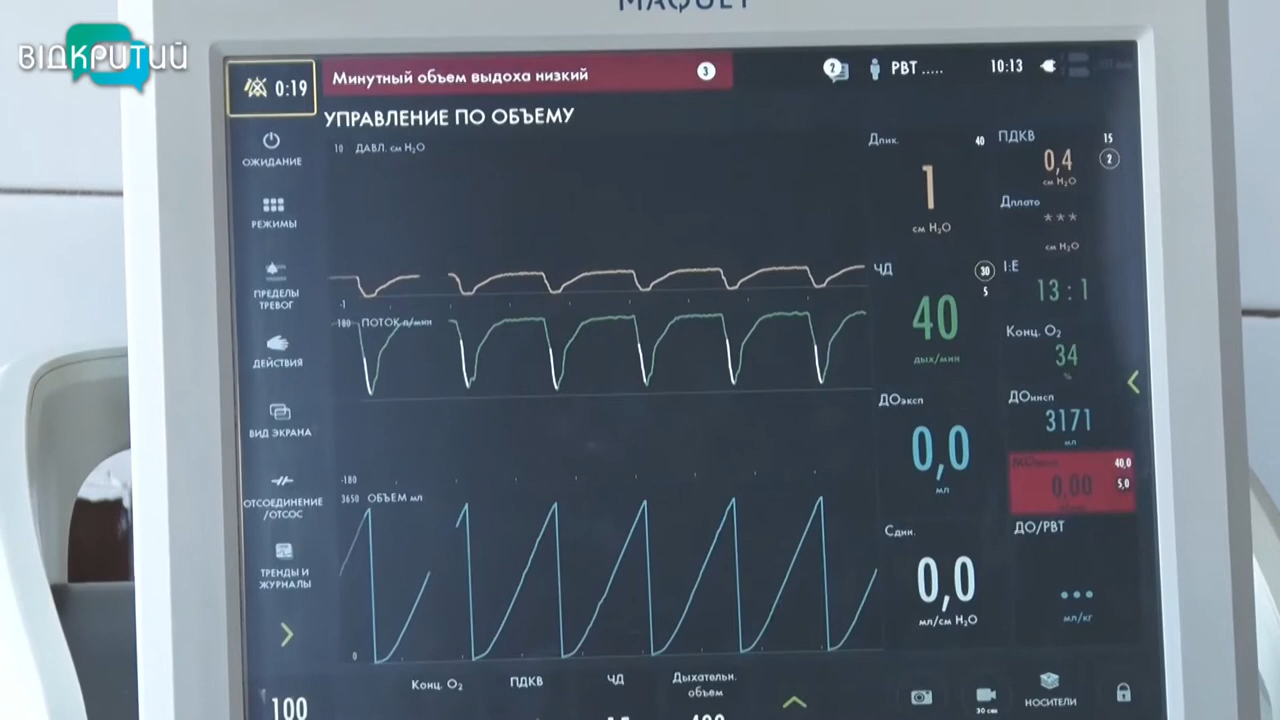 ВІДКРИТИЙ
MAQUET
0:19
Минутный объем выдоха низкий 3
2
РВТ.....
10:13
УПРАВЛЕНИЕ ПО ОБЪЕМУ
ОЖИДАНИЕ
РЕЖИМЫ
ПРЕДЕЛЫ
ТРЕВОГ
ДЕЙСТВИЯ
ВИД ЭКРАНА
ОТСОЕДИНЕНИЕ
/ОТСОС
ТРЕНДЫ И
ЖУРНАЛЫ
10 ДАВЛ. см H₂O
-1
180 ПОТОК л/мин
-180
3650 ОБЪЕМ мл
0
Дпик. 40
1
см H₂O
ПДКВ 15
0,4 2
см H₂O
Дплато
***
см H₂O
ЧД 30
5
40
дых/мин
I:E
13 : 1
Конц. O₂
34
%
ДОэксп
0,0
мл
ДОинсп
3171
мл
40,0
0,00 5,0
Сдин.
0,0
мл/см H₂O
ДО/РВТ
...
мл/кг
Конц. O₂
ПДКВ
ЧД
Дыхательн.
объем
100
30 сек
НОСИТЕЛИ